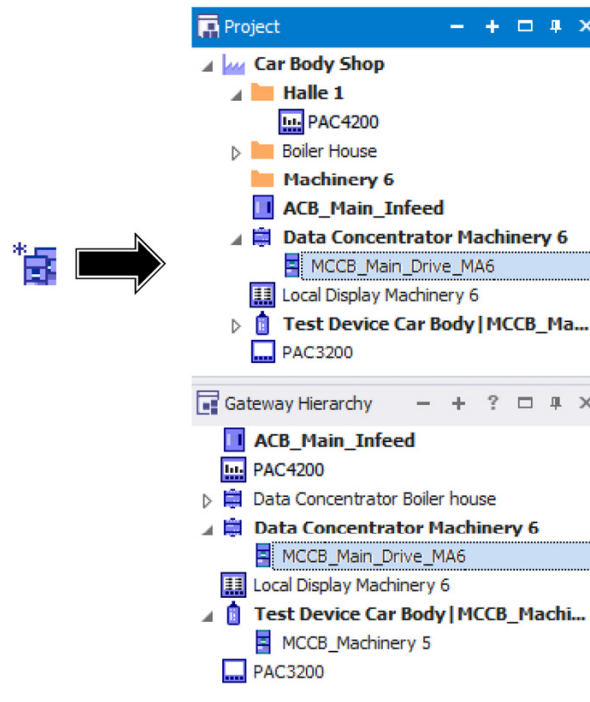 Project
Car Body Shop
Halle 1
PAC4200
Boiler House
Machinery 6
ACB_Main_Infeed
Data Concentrator Machinery 6
MCCB_Main_Drive_MA6
Local Display Machinery 6
Test Device Car Body|MCCB_Ma...
PAC3200
Gateway Hierarchy
ACB_Main_Infeed
PAC4200
Data Concentrator Boiler house
Data Concentrator Machinery 6
MCCB_Main_Drive_MA6
Local Display Machinery 6
Test Device Car Body|MCCB_Machi...
MCCB_Machinery 5
PAC3200